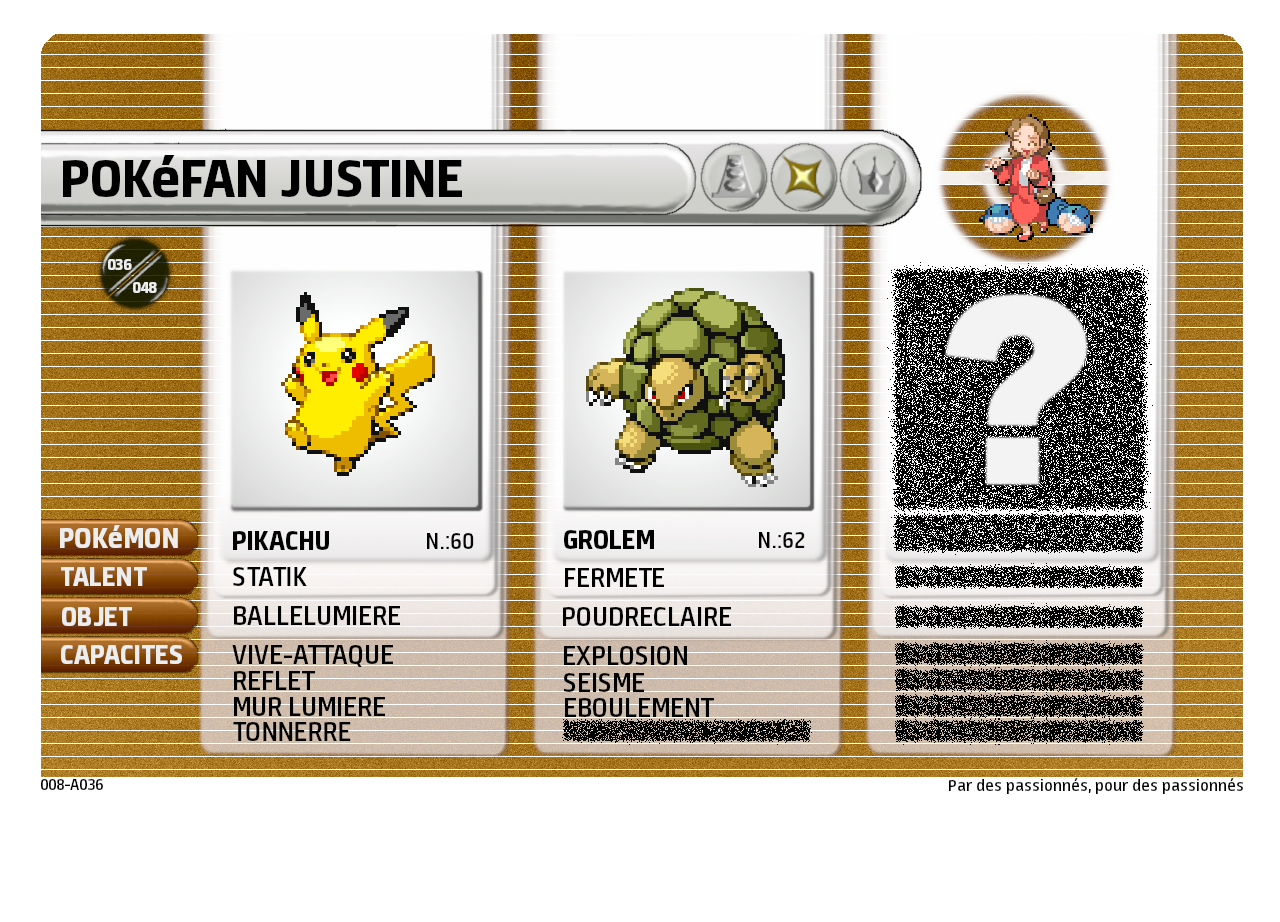 POKéFAN JUSTINE
036
048
?
POKéMON
PIKACHU N.:60
GROLEM N.:62
TALENT
STATIK
FERMETE
OBJET
BALLELUMIERE
POUDRECLAIRE
CAPACITES
VIVE-ATTAQUE
REFLET
MUR LUMIERE
TONNERRE
EXPLOSION
SEISME
EBOULEMENT
008-A036
Par des passionnés, pour des passionnés